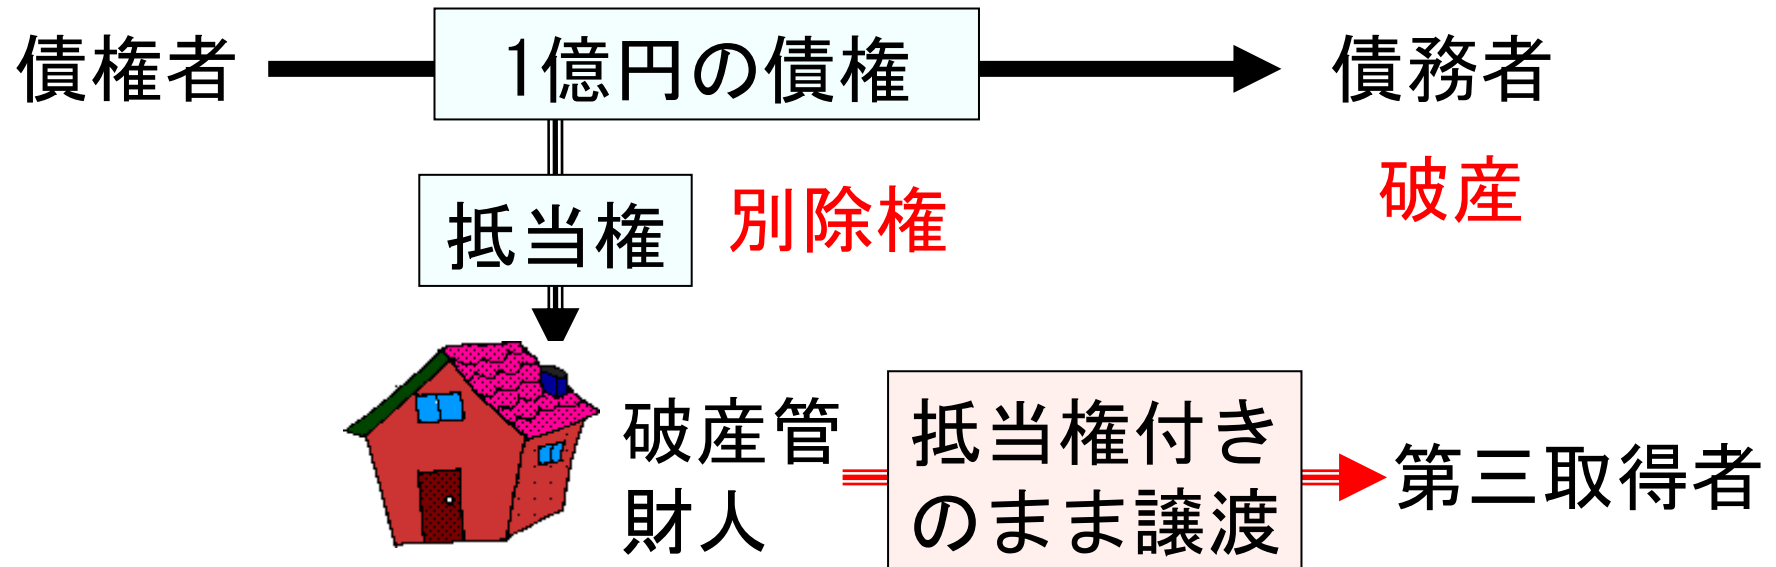 債権者
1億円の債権
債務者
破産
抵当権
別除権
破産管
財人
抵当権付き
のまま譲渡
第三取得者